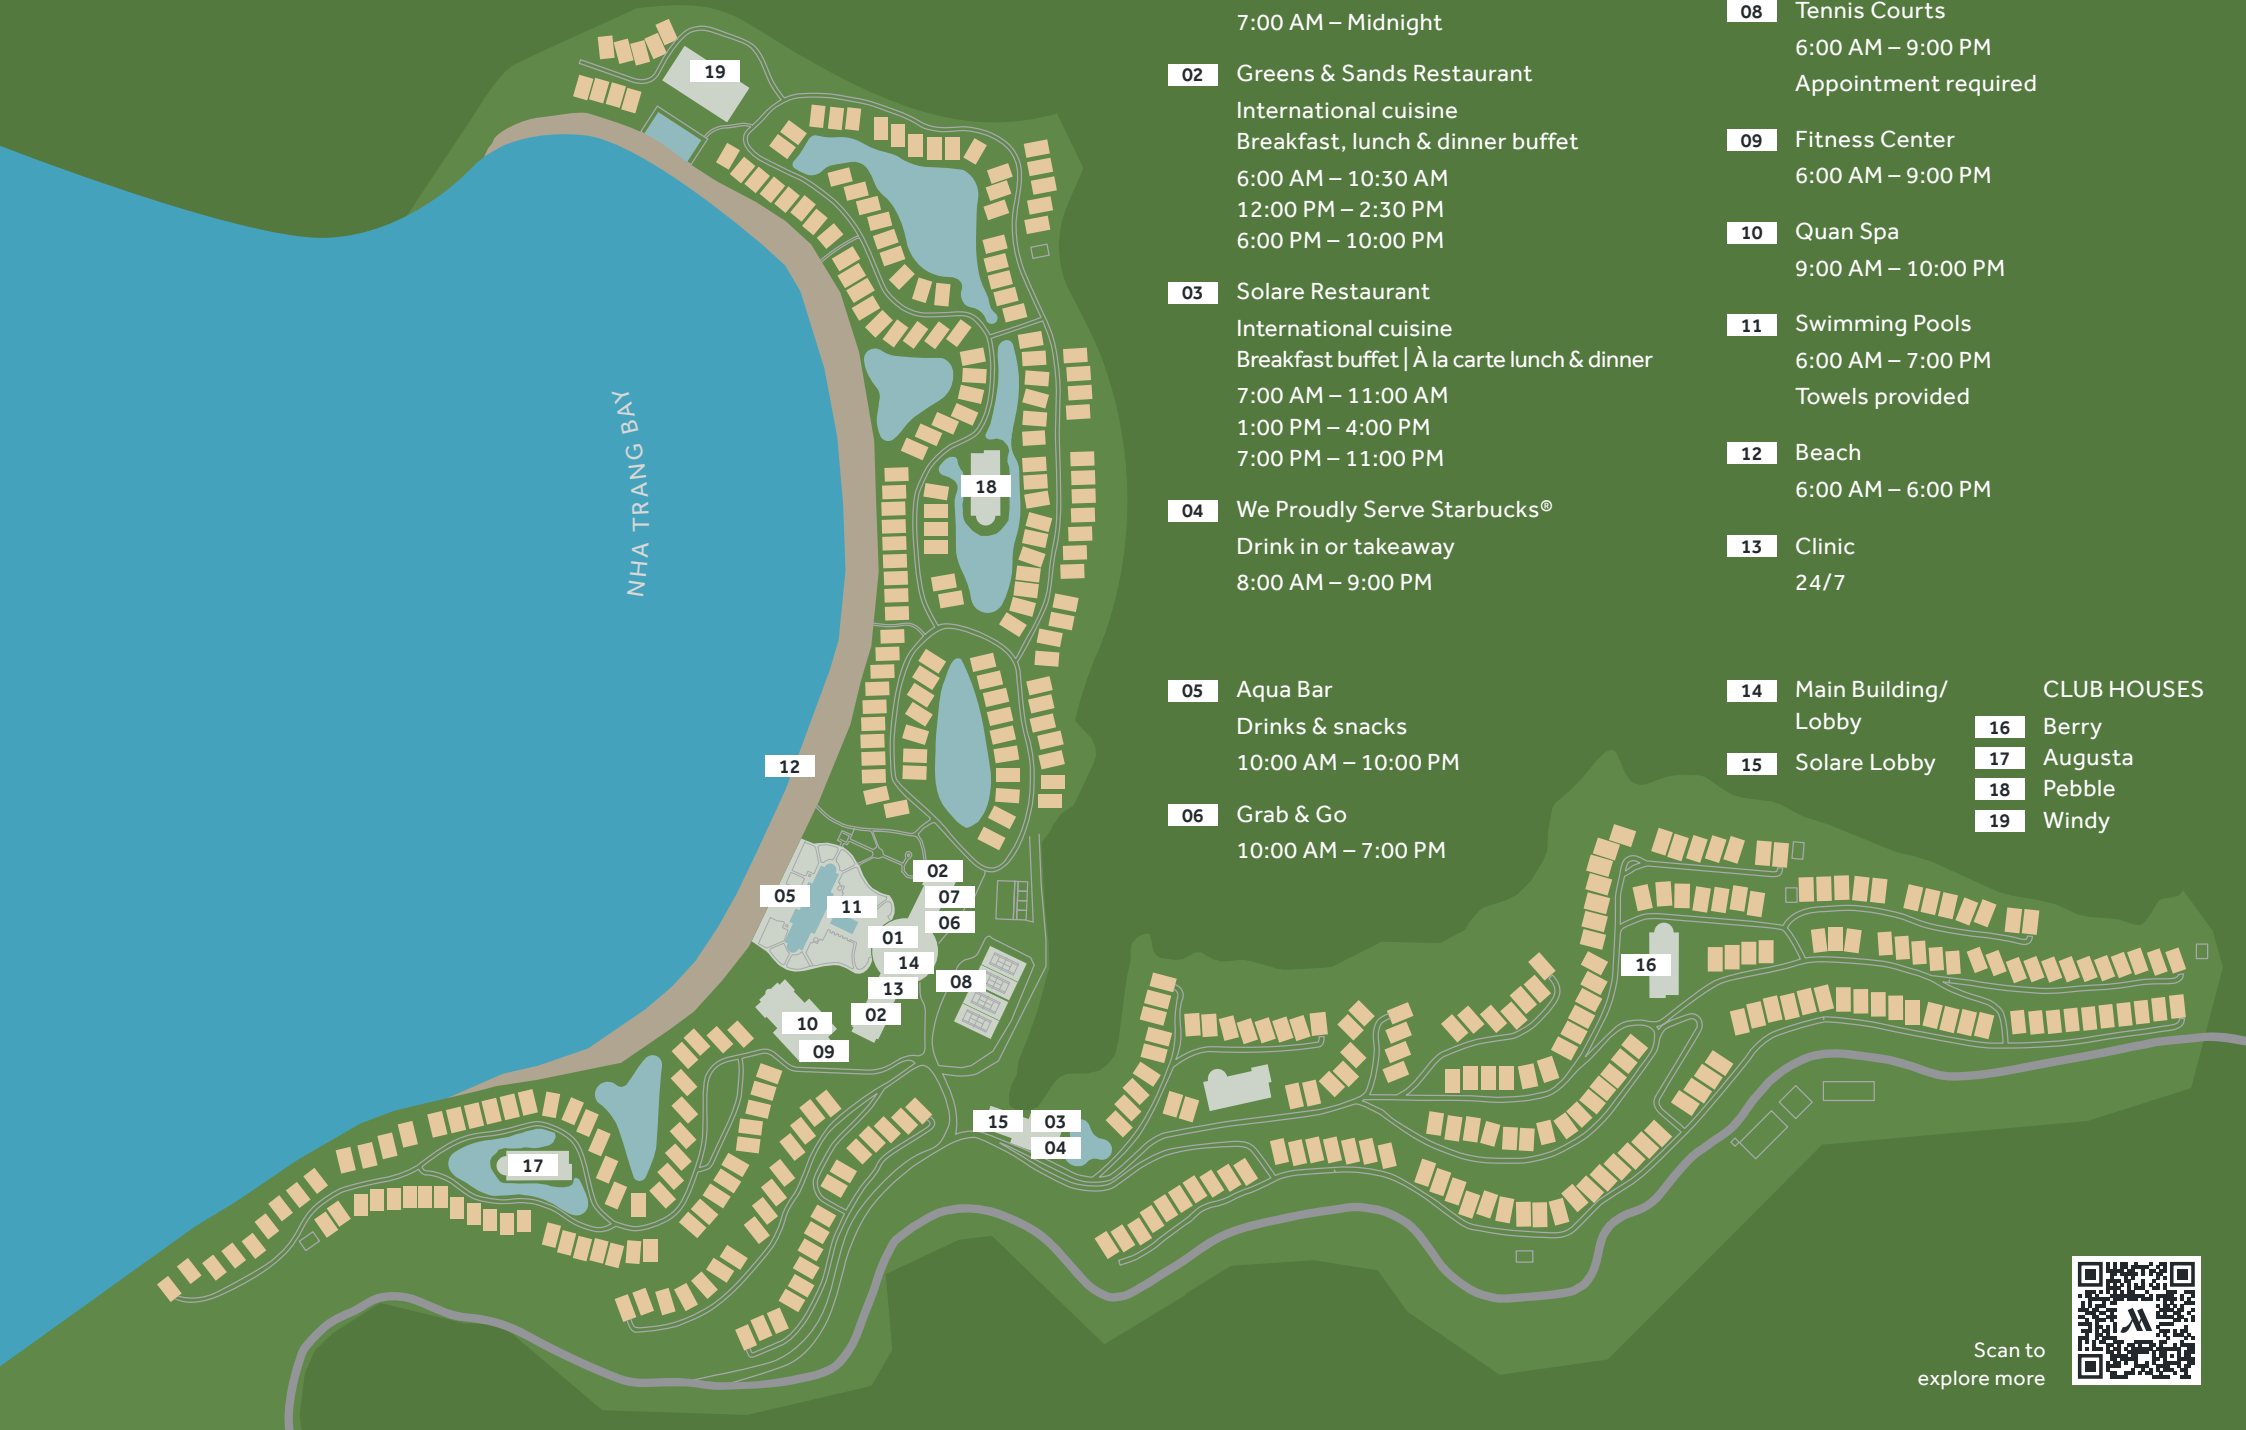 7:00 AM – Midnight
02 Greens & Sands Restaurant
International cuisine
Breakfast, lunch & dinner buffet
6:00 AM – 10:30 AM
12:00 PM – 2:30 PM
6:00 PM – 10:00 PM
03 Solare Restaurant
International cuisine
Breakfast buffet | À la carte lunch & dinner
7:00 AM – 11:00 AM
1:00 PM – 4:00 PM
7:00 PM – 11:00 PM
04 We Proudly Serve Starbucks®
Drink in or takeaway
8:00 AM – 9:00 PM
05 Aqua Bar
Drinks & snacks
10:00 AM – 10:00 PM
06 Grab & Go
10:00 AM – 7:00 PM
08 Tennis Courts
6:00 AM – 9:00 PM
Appointment required
09 Fitness Center
6:00 AM – 9:00 PM
10 Quan Spa
9:00 AM – 10:00 PM
11 Swimming Pools
6:00 AM – 7:00 PM
Towels provided
12 Beach
6:00 AM – 6:00 PM
13 Clinic
24/7
14 Main Building/
Lobby
15 Solare Lobby
CLUB HOUSES
16 Berry
17 Augusta
18 Pebble
19 Windy
19
NHA TRANG BAY
18
12
02
05
07
11
06
01
14
08
13
02
10
09
16
15
03
04
17
Scan to
explore more